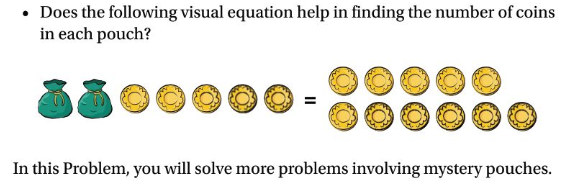 • Does the following visual equation help in finding the number of coins
in each pouch?
=
In this Problem, you will solve more problems involving mystery pouches.